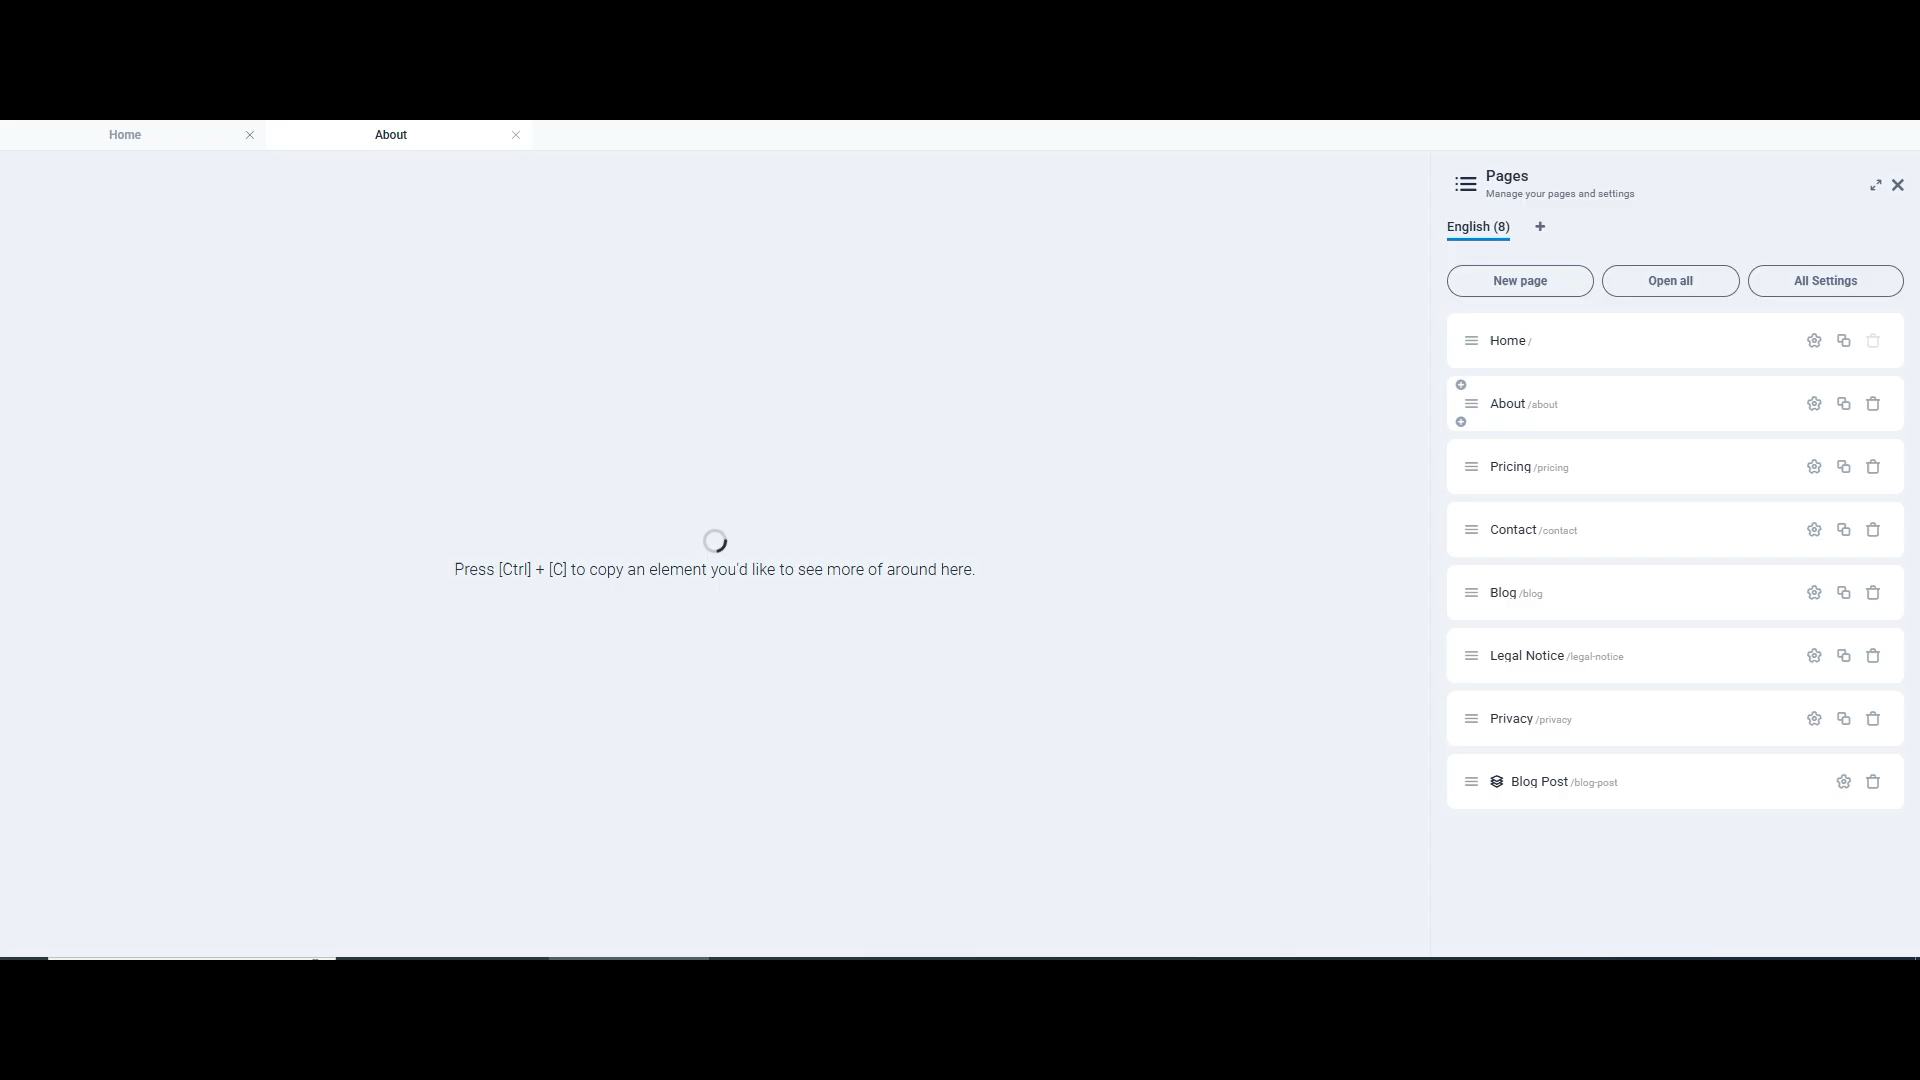 Home
About
Pages
Manage your pages and settings
English (8)
New page
Open all
All Settings
Home /
About /about
Pricing /pricing
Contact /contact
Blog /blog
Legal Notice /legal-notice
Privacy /privacy
Blog Post /blog-post
Press [Ctrl] + [C] to copy an element you'd like to see more of around here.